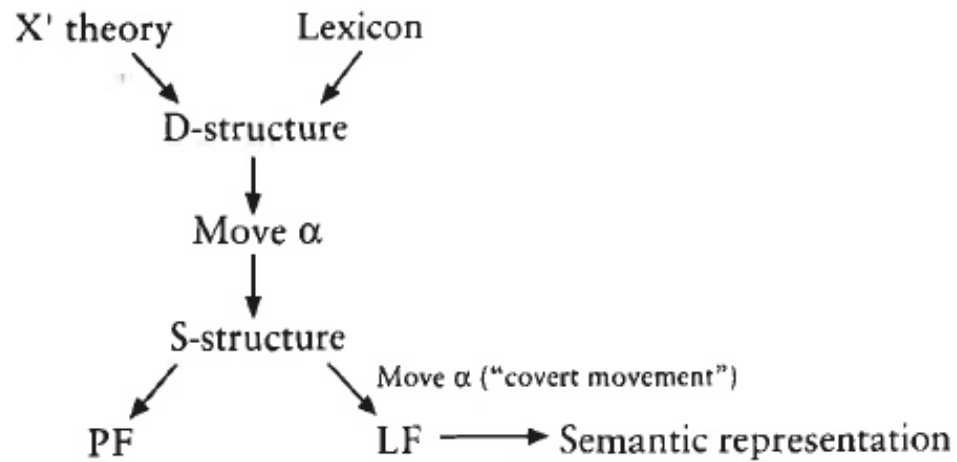 X' theory Lexicon
D-structure
Move α
S-structure
Move α (“covert movement”)
PF LF Semantic representation